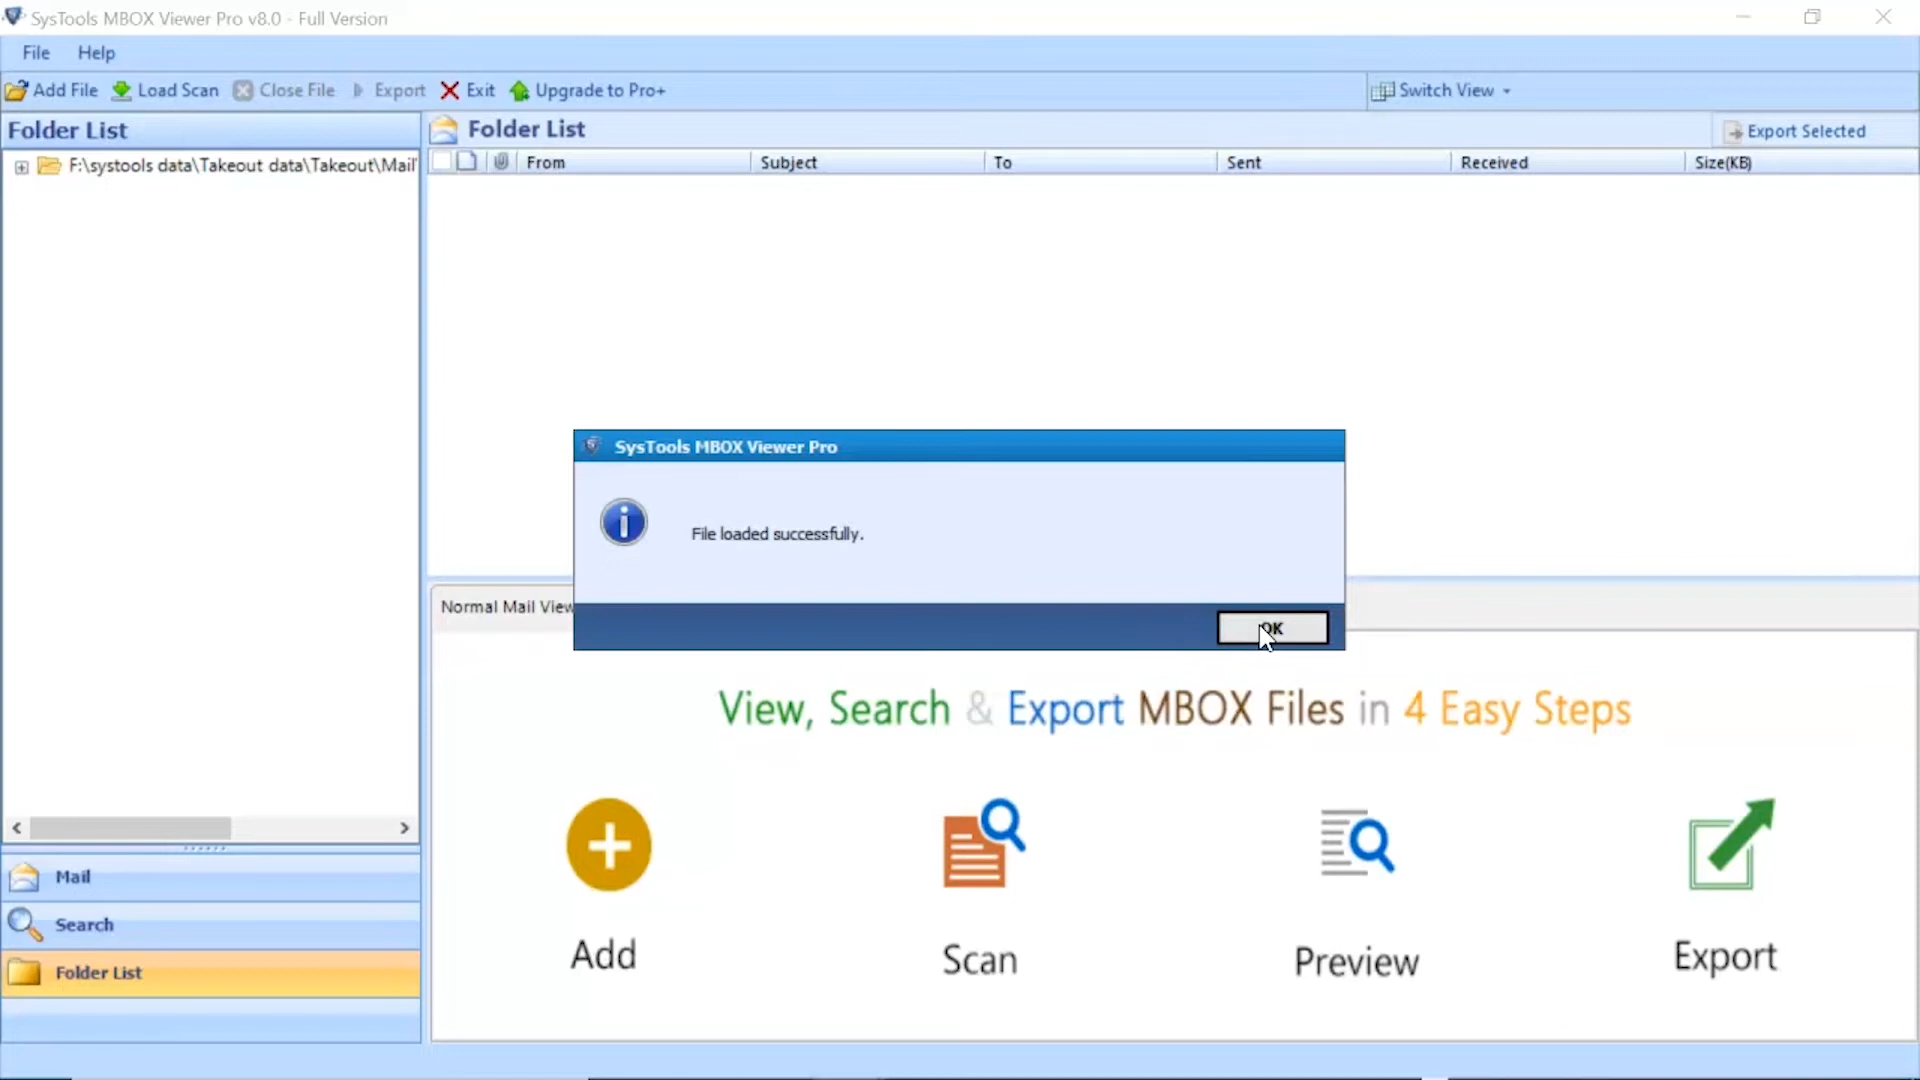 SysTools MBOX Viewer Pro v8.0 - Full Version
File Help
Add File Load Scan Close File Export Exit Upgrade to Pro+ Switch View
Folder List
Folder List
Export Selected
F:\systools data\Takeout data\Takeout\Mail
From Subject To Sent Received Size(KB)
SysTools MBOX Viewer Pro
File loaded successfully.
OK
Normal Mail View
View, Search & Export MBOX Files in 4 Easy Steps
Add Scan Preview Export
Mail
Search
Folder List